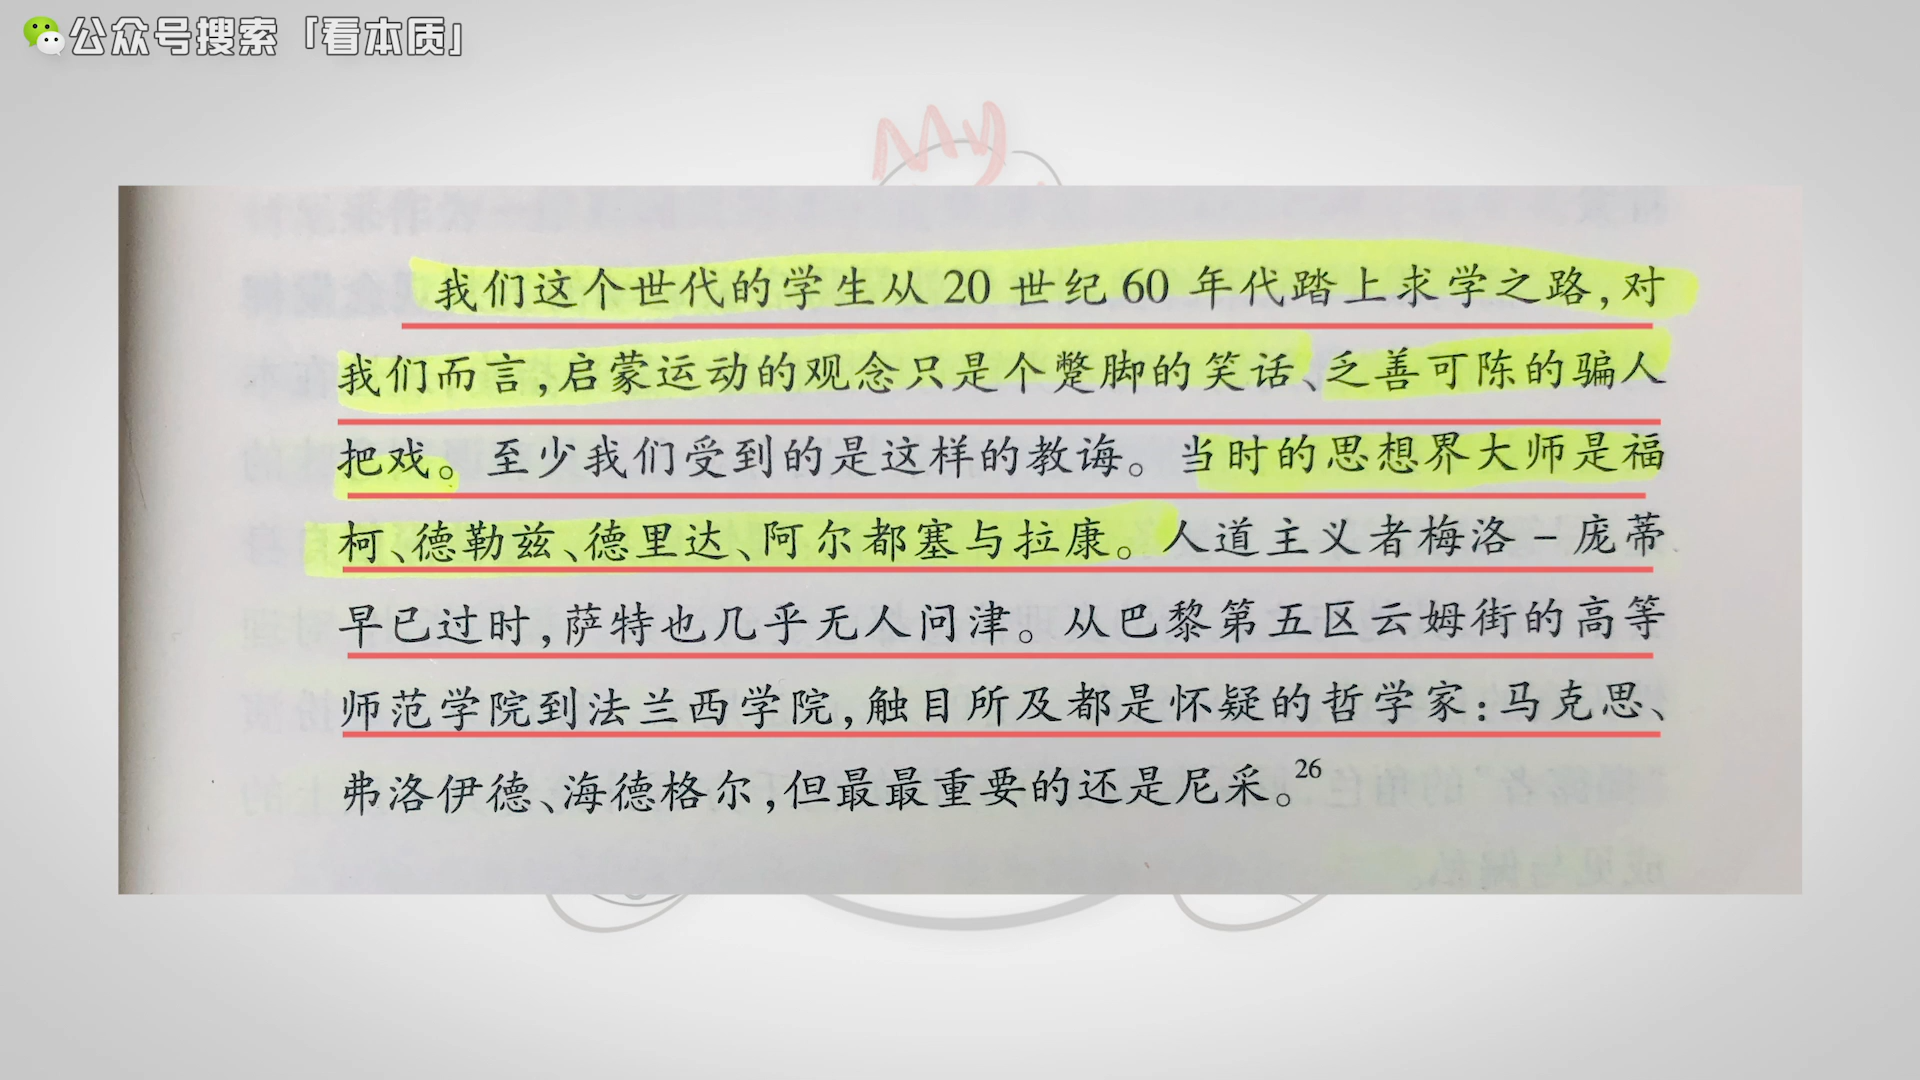 公众号搜索「看本质」
My
我们这个世代的学生从20世纪60年代踏上求学之路，对
我们而言，启蒙运动的观念只是个蹩脚的笑话、乏善可陈的骗人
把戏。至少我们受到的是这样的教诲。当时的思想界大师是福
柯、德勒兹、德里达、阿尔都塞与拉康。人道主义者梅洛－庞蒂
早已过时，萨特也几乎无人问津。从巴黎第五区云姆街的高等
师范学院到法兰西学院，触目所及都是怀疑的哲学家：马克思、
弗洛伊德、海德格尔，但最最重要的还是尼采。26